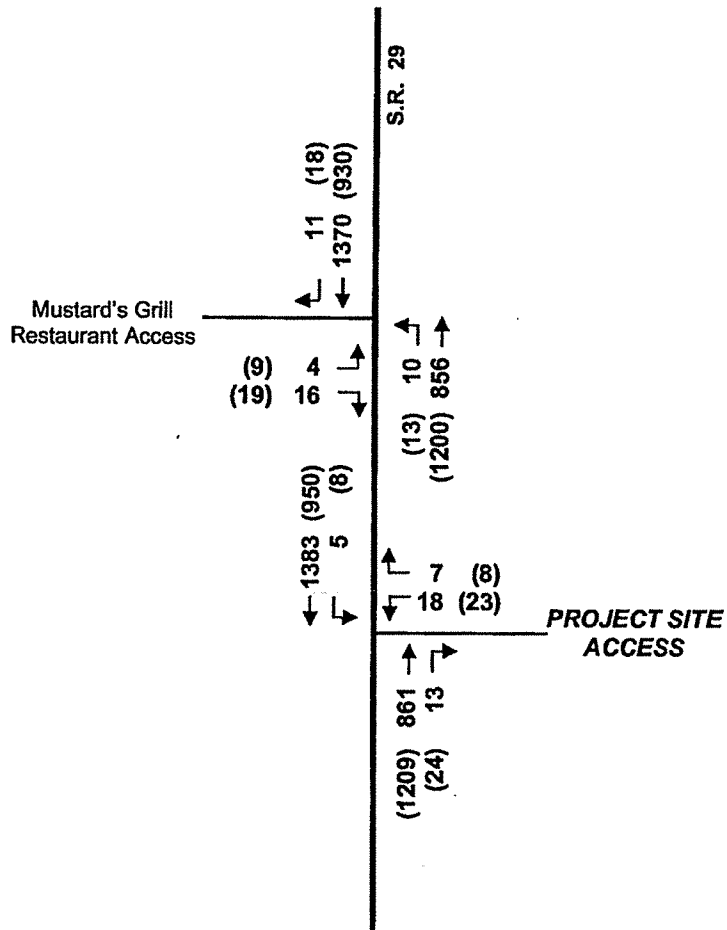 S.R. 29
11 (18)
1370 (930)
Mustard's Grill
Restaurant Access
(9) 4
(19) 16
(13) 10
(1200) 856
1383 (950)
5 (8)
7 (8)
18 (23)
PROJECT SITE
ACCESS
(1209) 861
(24) 13